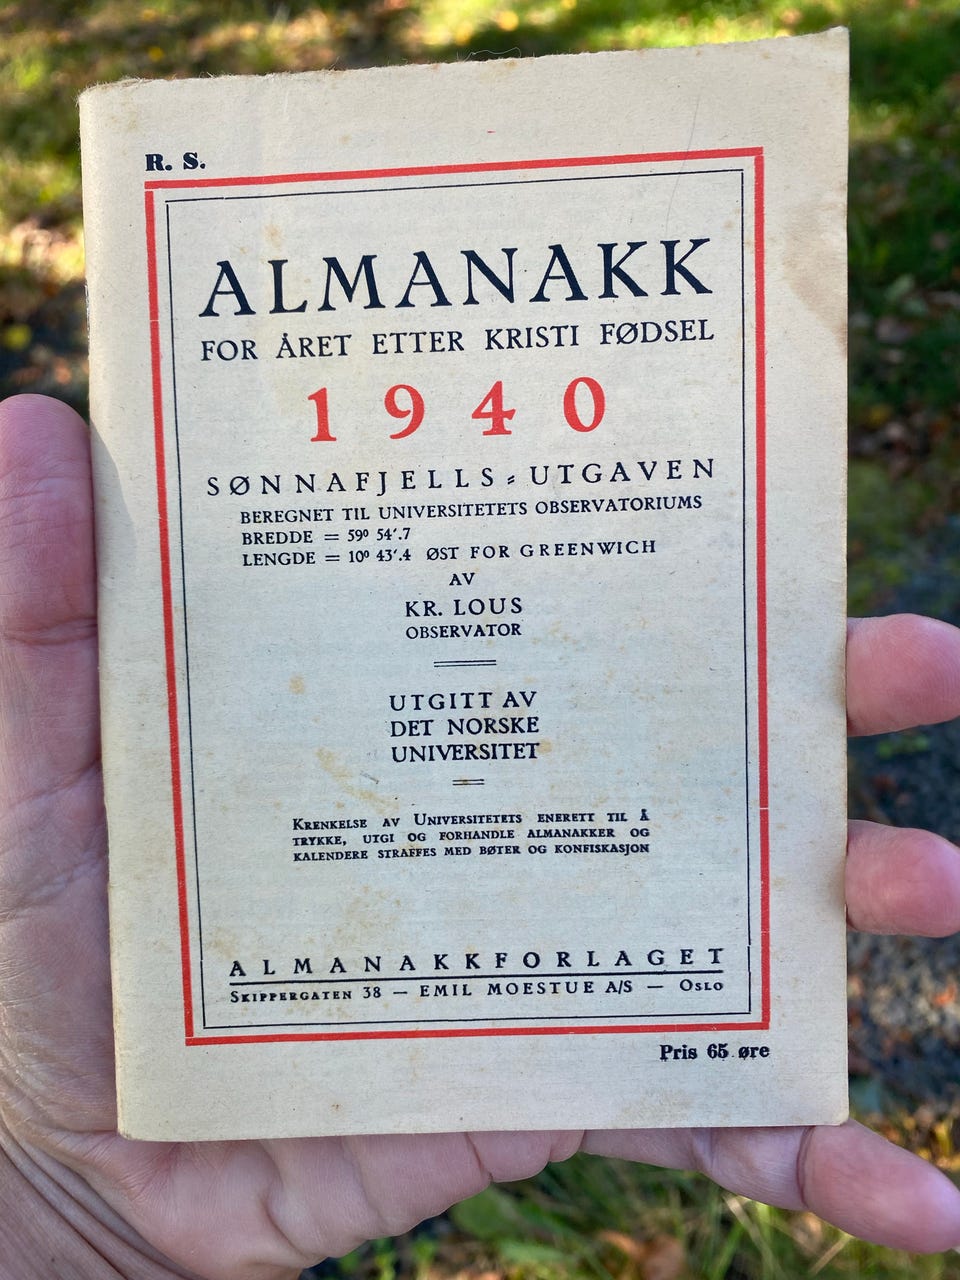 R. S.
ALMANAKK
FOR ÅRET ETTER KRISTI FØDSEL
1940
SØNNAFJELLS-UTGAVEN
BEREGNET TIL UNIVERSITETETS OBSERVATORIUMS
BREDDE = 59⁰ 54′.7
LENGDE = 10⁰ 43′.4 ØST FOR GREENWICH
AV
KR. LOUS
OBSERVATOR
UTGITT AV
DET NORSKE
UNIVERSITET
KRENKELSE AV UNIVERSITETETS ENERETT TIL Å
TRYKKE, UTGI OG FORHANDLE ALMANAKKER OG
KALENDERE STRAFFES MED BØTER OG KONFISKASJON
ALMANAKKFORLAGET
SKIPPERGATEN 38 — EMIL MOESTUE A/S — OSLO
Pris 65 øre